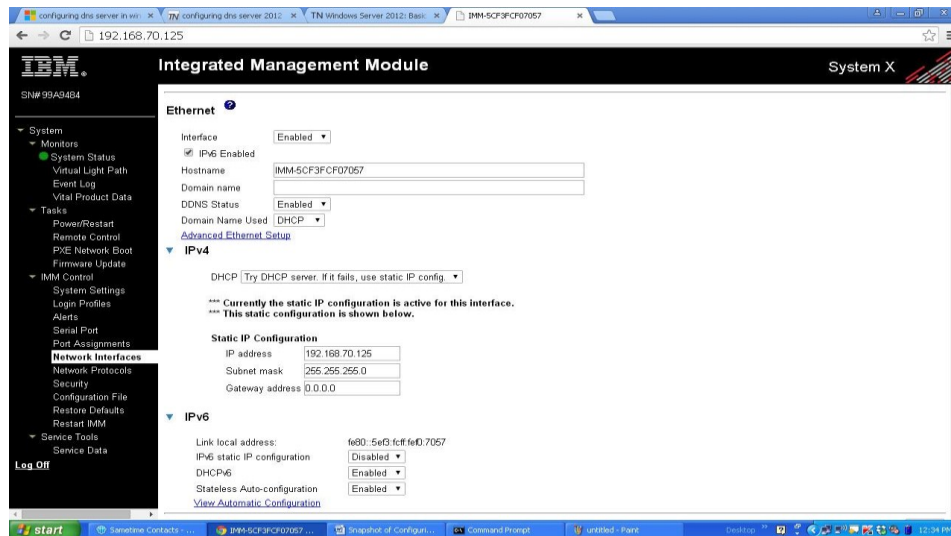 configuring dns server in win
configuring dns server 2012
TN Windows Server 2012: Basic
IMM-5CF3FCF07057
192.168.70.125
IBM.
Integrated Management Module
System X
SN# 99A9484
System
Monitors
System Status
Virtual Light Path
Event Log
Vital Product Data
Tasks
Power/Restart
Remote Control
PXE Network Boot
Firmware Update
IMM Control
System Settings
Login Profiles
Alerts
Serial Port
Port Assignments
Network Interfaces
Network Protocols
Security
Configuration File
Restore Defaults
Restart IMM
Service Tools
Service Data
Log Off
Ethernet ?
Interface Enabled
IPv6 Enabled
Hostname IMM-5CF3FCF07057
Domain name
DDNS Status Enabled
Domain Name Used DHCP
Advanced Ethernet Setup
IPv4
DHCP Try DHCP server. If it fails, use static IP config.
*** Currently the static IP configuration is active for this interface.
*** This static configuration is shown below.
Static IP Configuration
IP address 192.168.70.125
Subnet mask 255.255.255.0
Gateway address 0.0.0.0
IPv6
Link local address: fe80::5ef3:fcff:fef0:7057
IPv6 static IP configuration Disabled
DHCPv6 Enabled
Stateless Auto-configuration Enabled
View Automatic Configuration
start
Sametime Contacts - ...
IMM-5CF3FCF07057 ...
Snapshot of Configuri...
Command Prompt
untitled - Paint
Desktop
12:34 PM